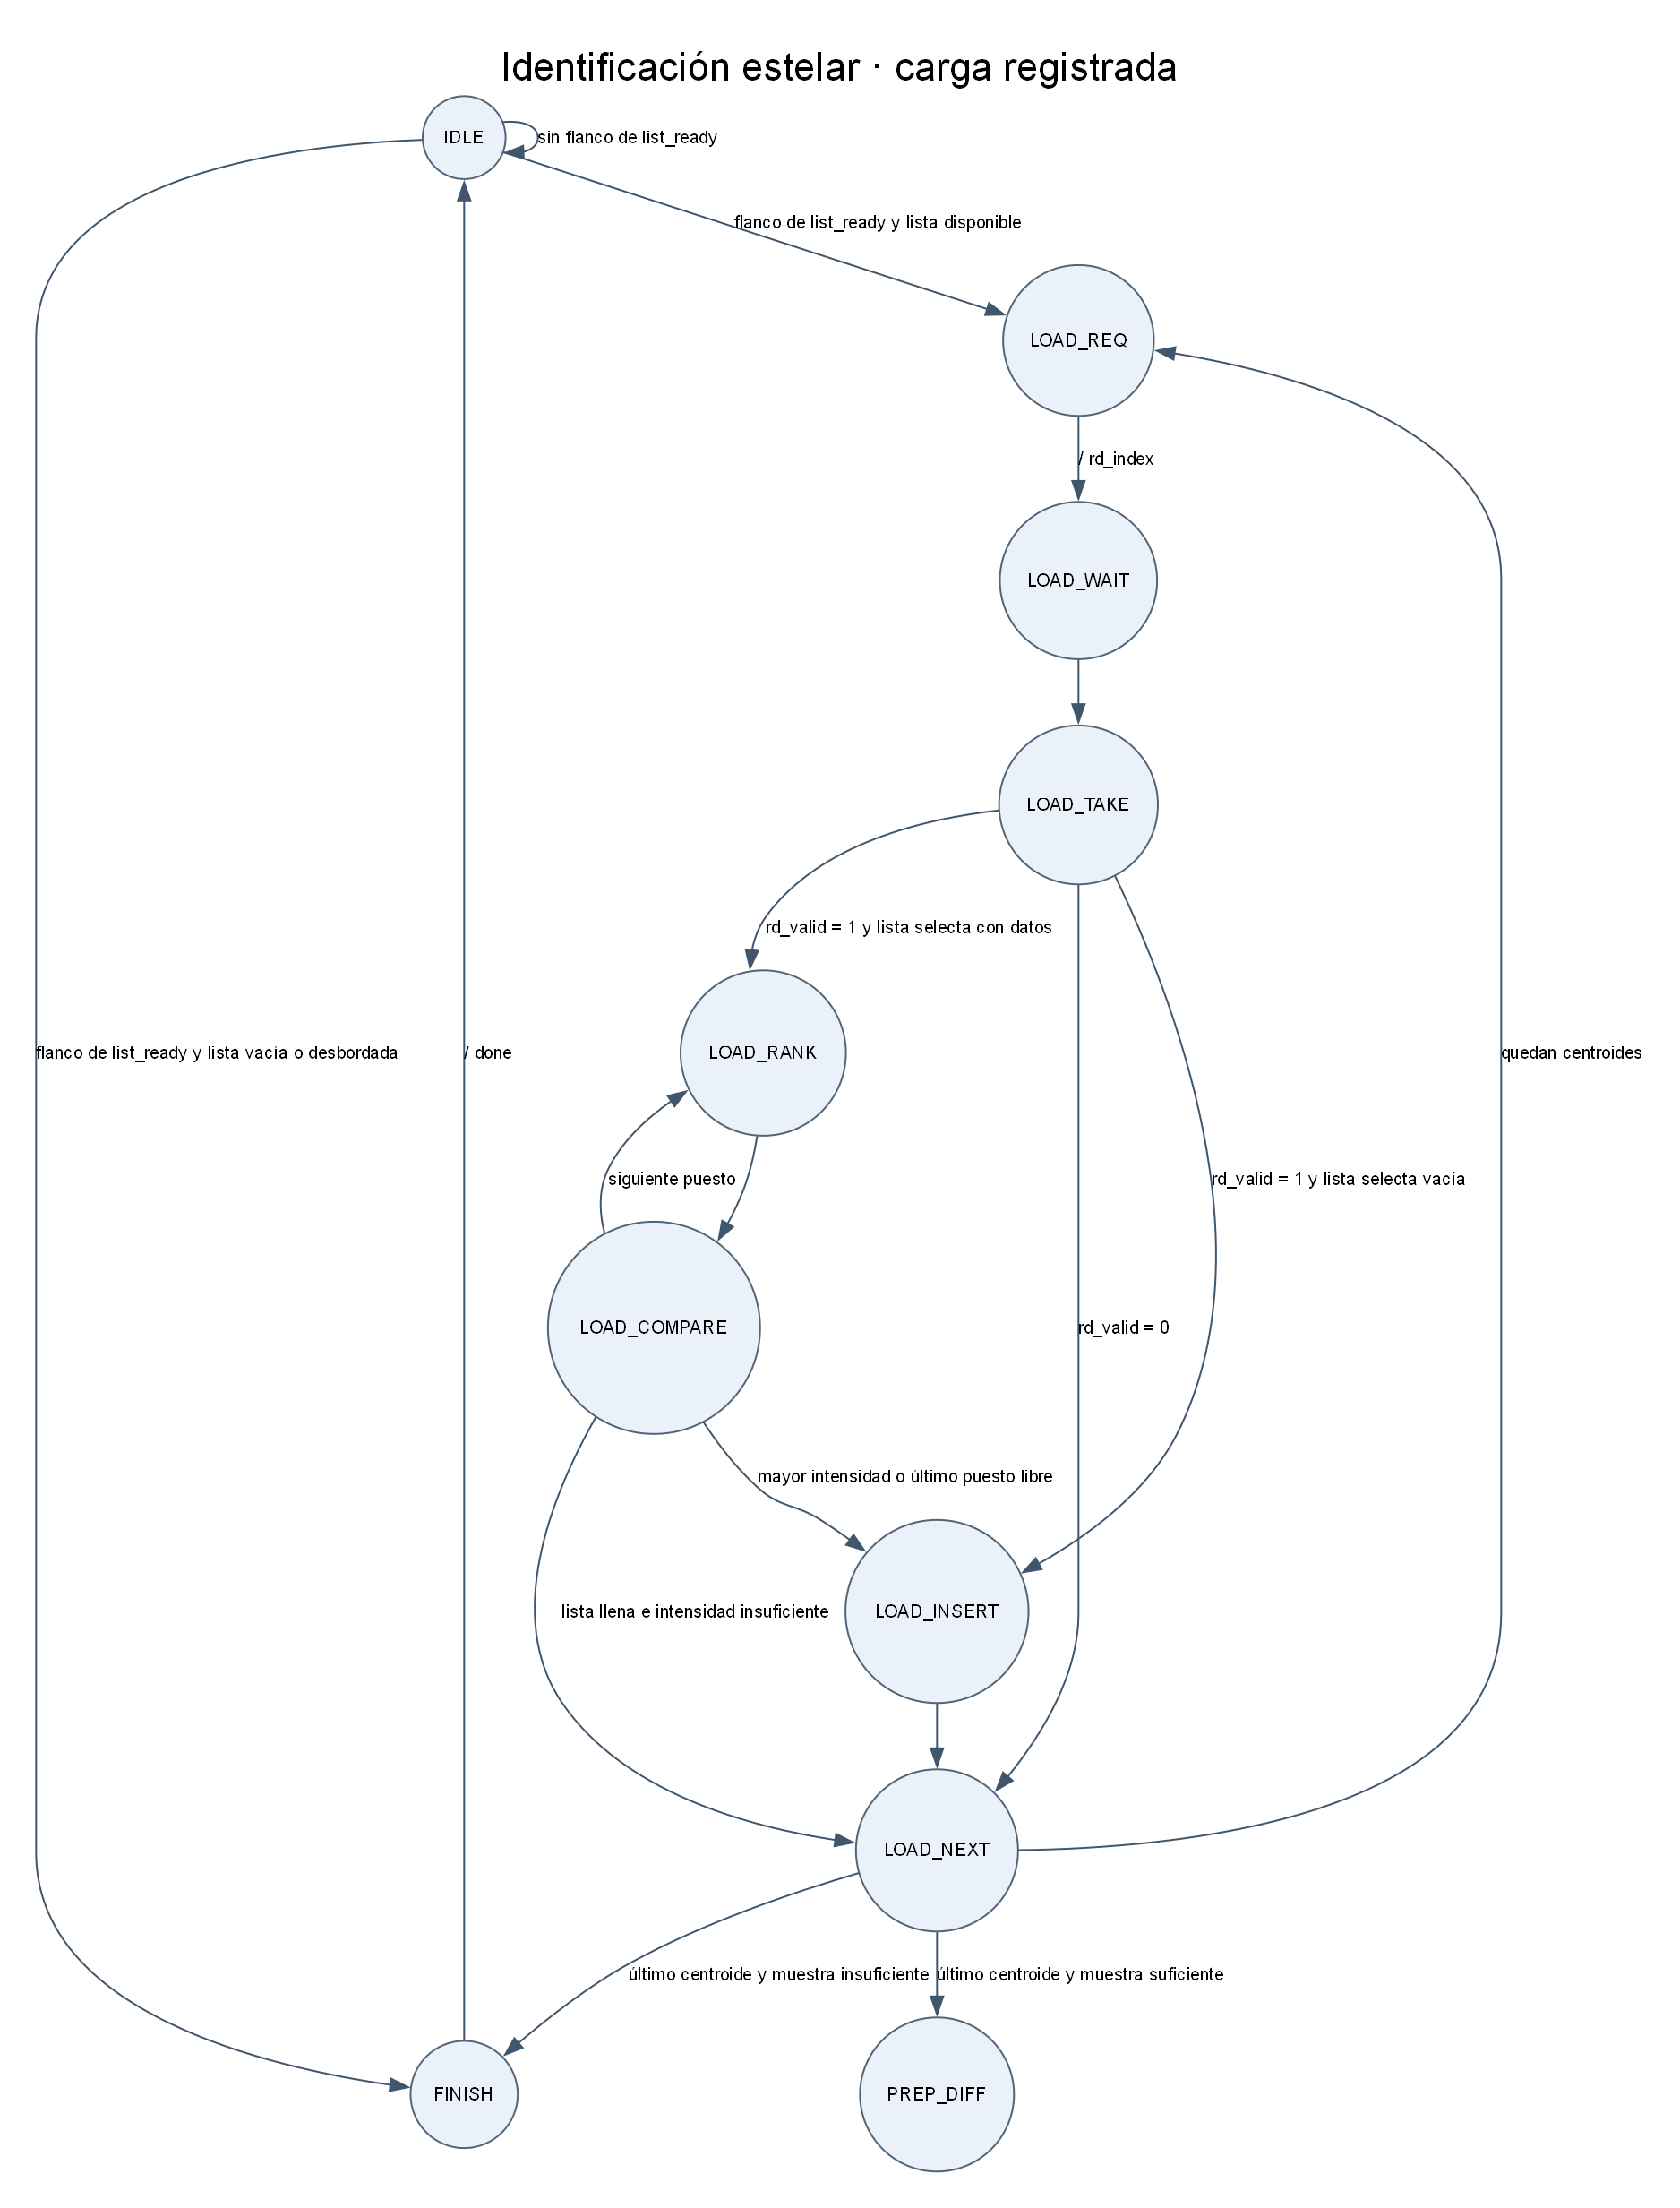 Identificación estelar · carga registrada
IDLE
sin flanco de list_ready
flanco de list_ready y lista disponible
LOAD_REQ
/ rd_index
LOAD_WAIT
LOAD_TAKE
rd_valid = 1 y lista selecta con datos
LOAD_RANK
flanco de list_ready y lista vacía o desbordada
/ done
quedan centroides
siguiente puesto
rd_valid = 1 y lista selecta vacía
LOAD_COMPARE
rd_valid = 0
mayor intensidad o último puesto libre
lista llena e intensidad insuficiente
LOAD_INSERT
LOAD_NEXT
último centroide y muestra insuficiente
último centroide y muestra suficiente
FINISH
PREP_DIFF